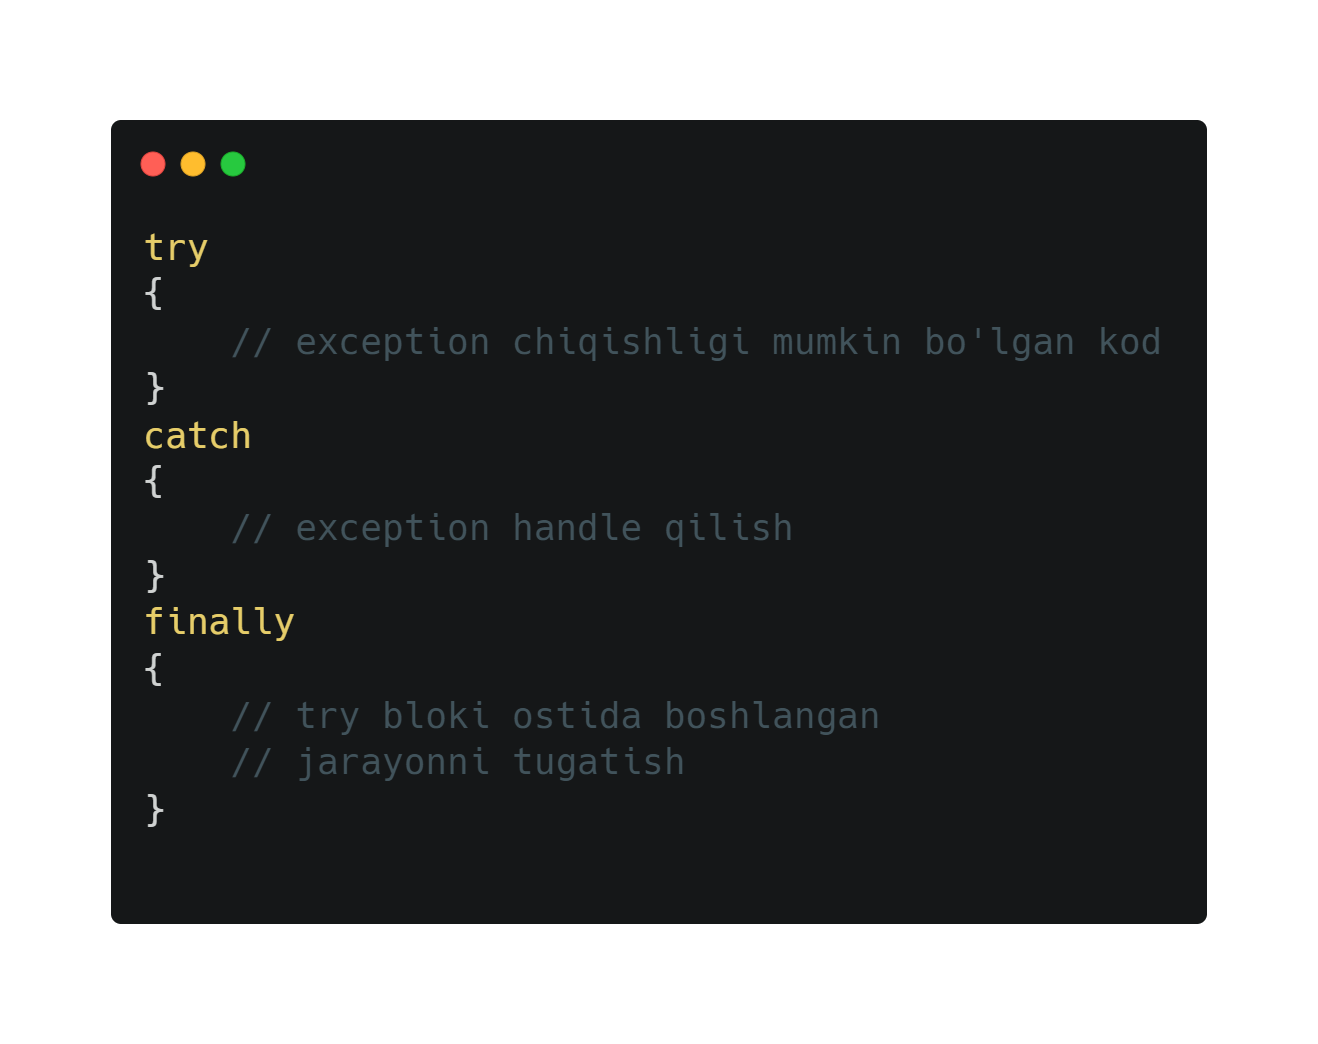 try
{
    // exception chiqishligi mumkin bo'lgan kod
}
catch
{
    // exception handle qilish
}
finally
{
    // try bloki ostida boshlangan
    // jarayonni tugatish
}